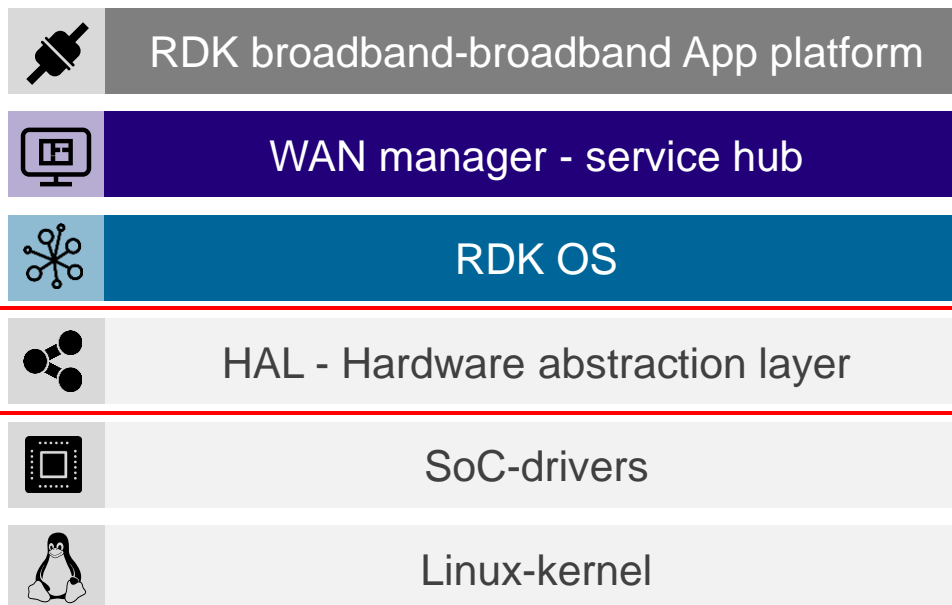 RDK broadband-broadband App platform
WAN manager - service hub
RDK OS
HAL - Hardware abstraction layer
SoC-drivers
Linux-kernel